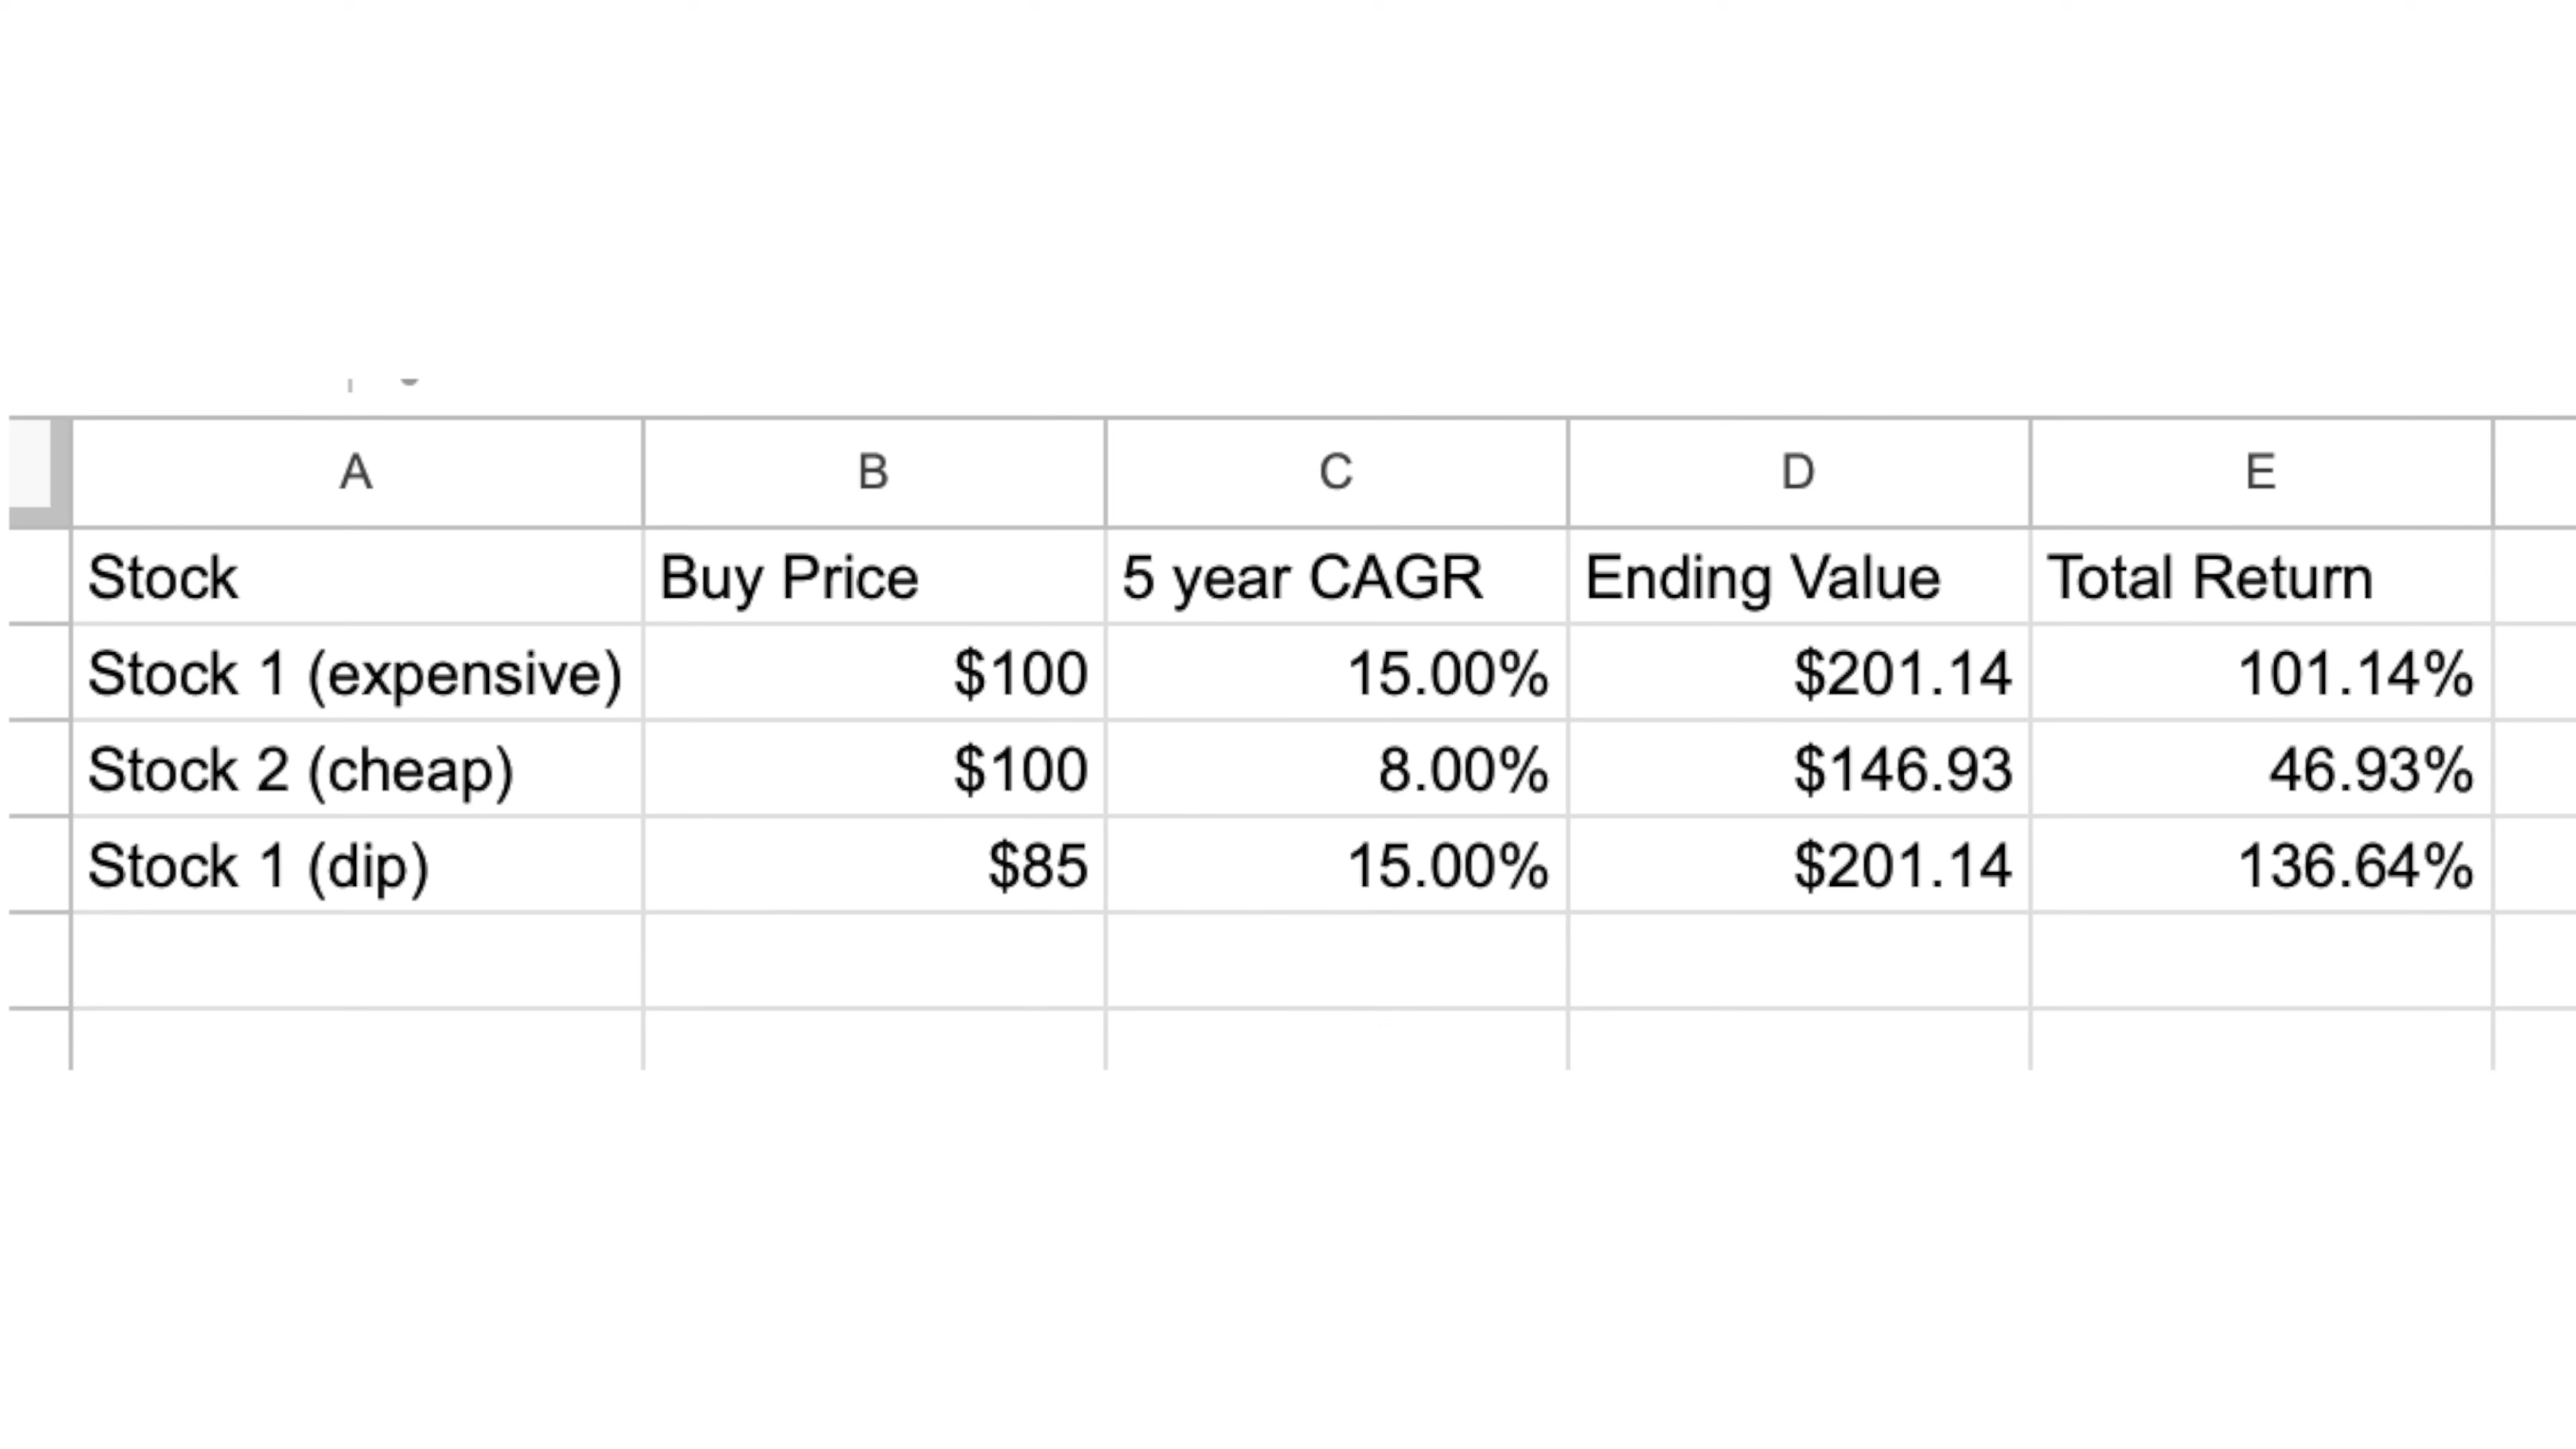 A B C D E
Stock Buy Price 5 year CAGR Ending Value Total Return
Stock 1 (expensive) $100 15.00% $201.14 101.14%
Stock 2 (cheap) $100 8.00% $146.93 46.93%
Stock 1 (dip) $85 15.00% $201.14 136.64%